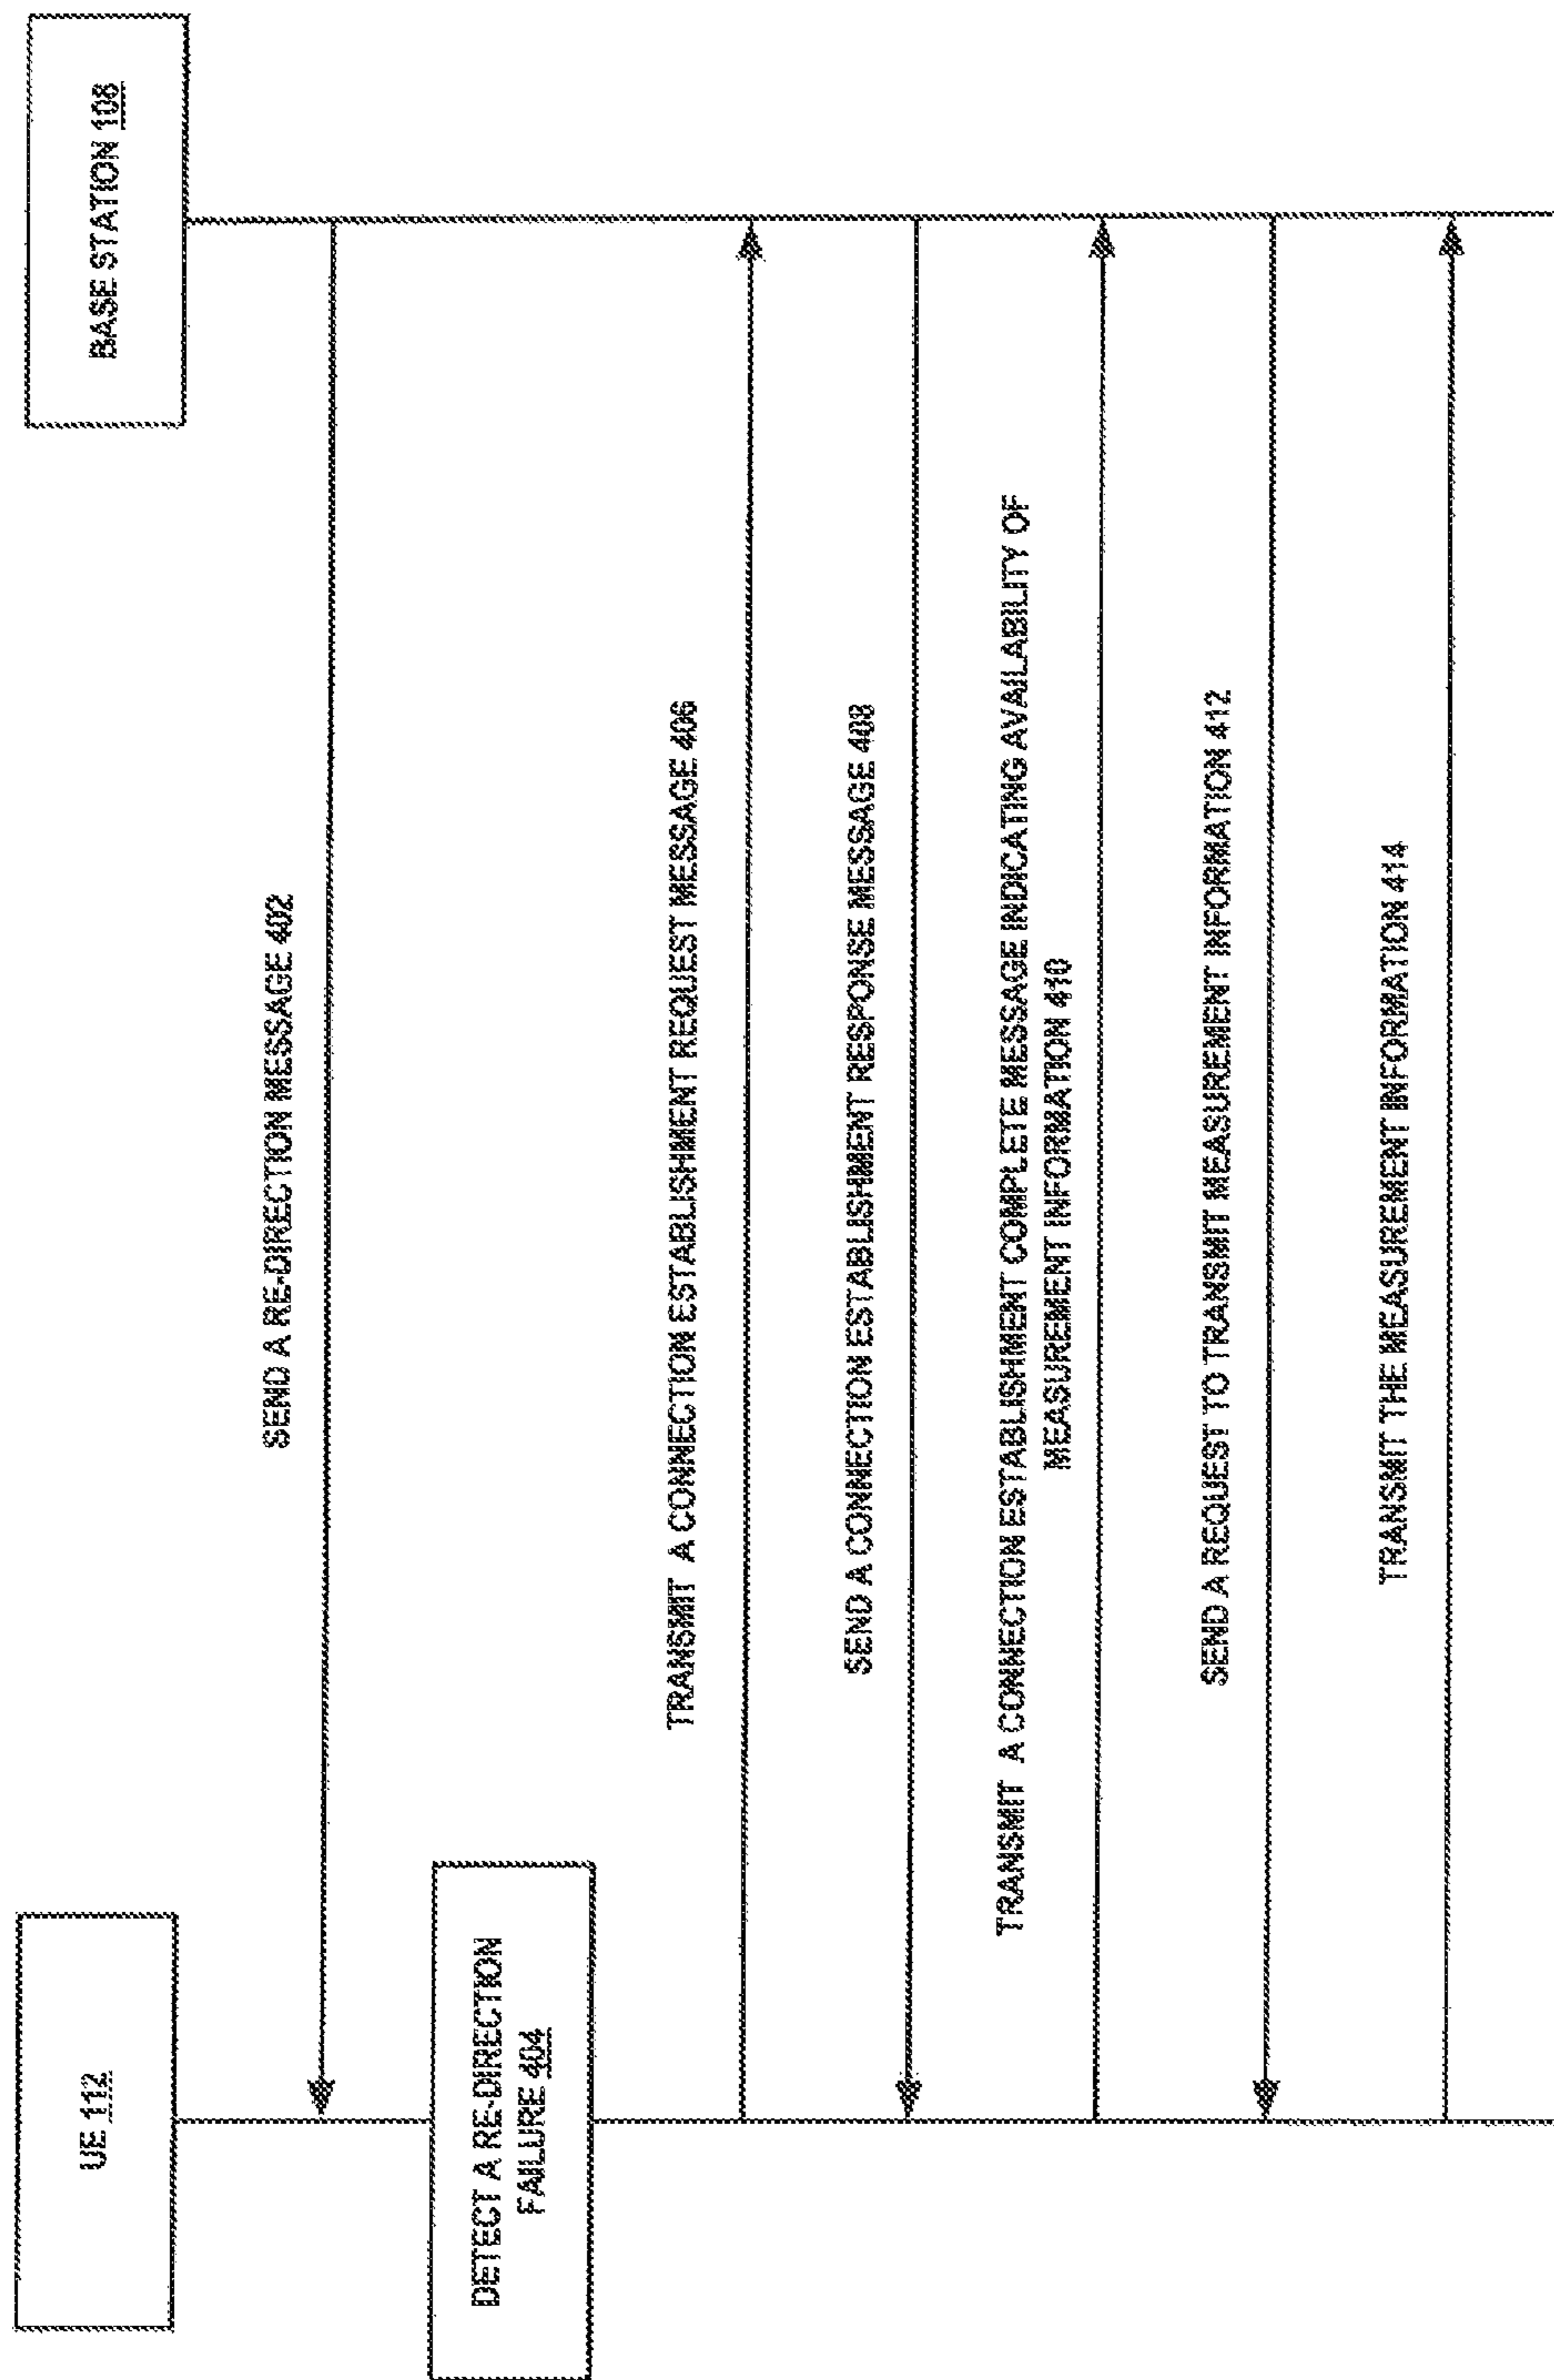 UE 112
BASE STATION 108
SEND A RE-DIRECTION MESSAGE 402
DETECT A RE-DIRECTION
FAILURE 404
TRANSMIT A CONNECTION ESTABLISHMENT REQUEST MESSAGE 406
SEND A CONNECTION ESTABLISHMENT RESPONSE MESSAGE 408
TRANSMIT A CONNECTION ESTABLISHMENT COMPLETE MESSAGE INDICATING AVAILABILITY OF
MEASUREMENT INFORMATION 410
SEND A REQUEST TO TRANSMIT MEASUREMENT INFORMATION 412
TRANSMIT THE MEASUREMENT INFORMATION 414